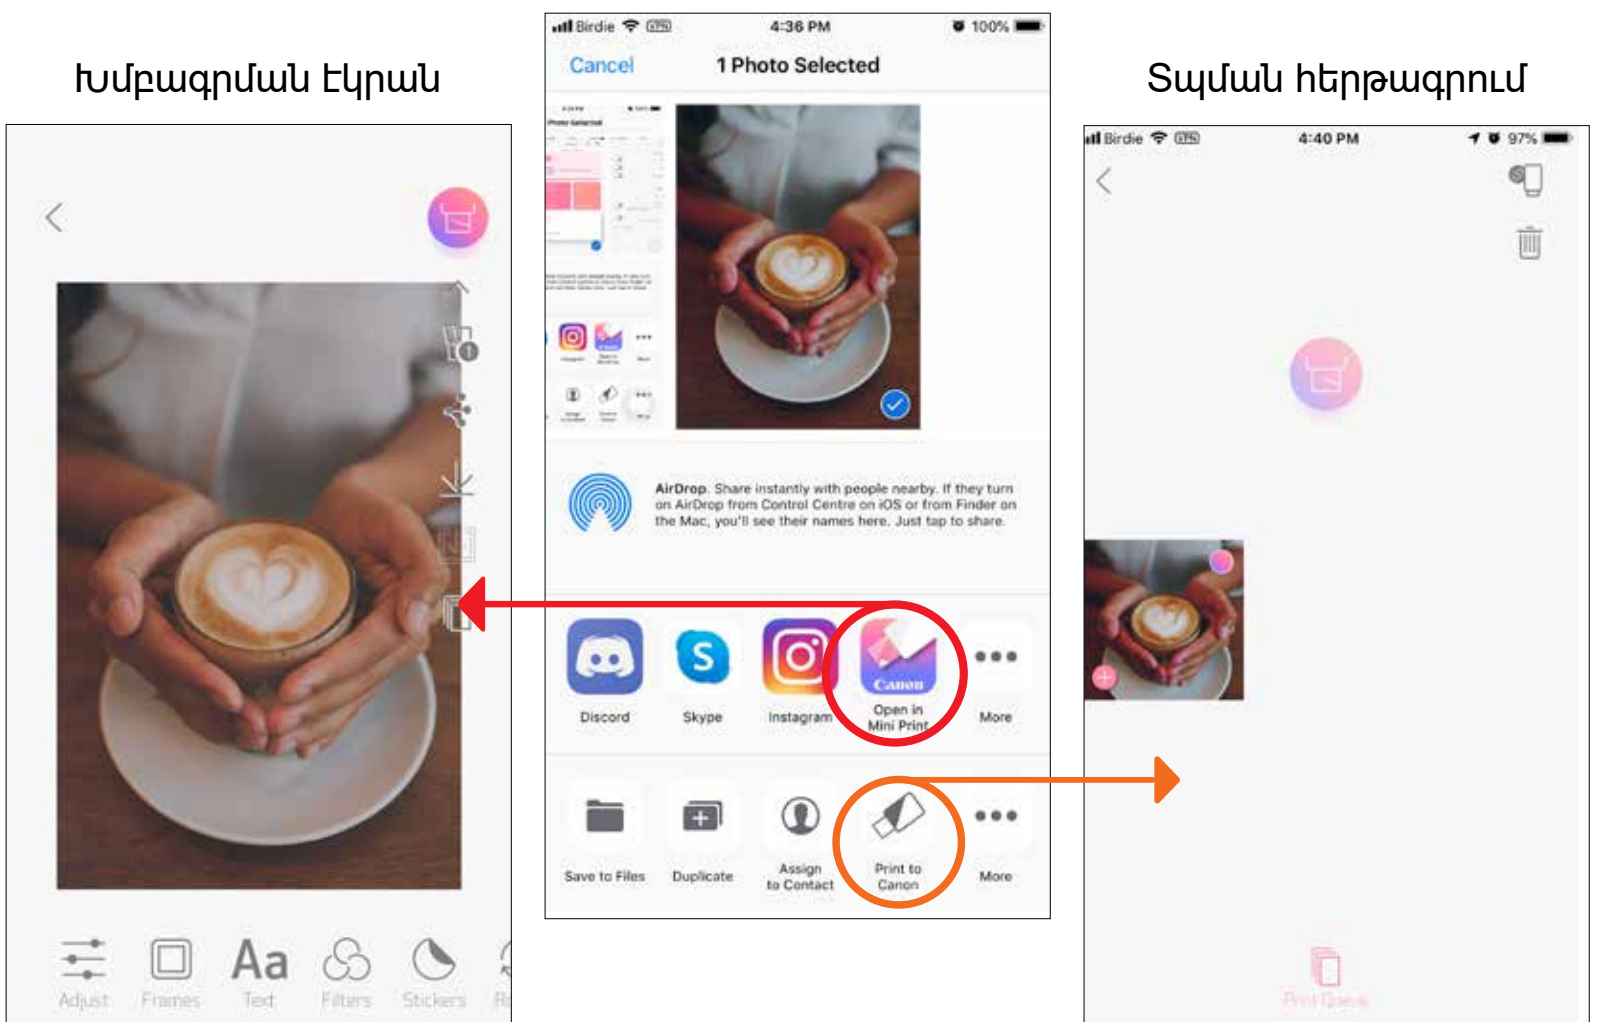 Խմբագրման էկրան
Adjust
Frames
Text
Filters
Stickers
Birdie
VPN
4:36 PM
100%
Cancel
1 Photo Selected
AirDrop. Share instantly with people nearby. If they turn
on AirDrop from Control Centre on iOS or from Finder on
the Mac, you'll see their names here. Just tap to share.
Discord
Skype
Instagram
Canon
Open in
Mini Print
More
Save to Files
Duplicate
Assign
to Contact
Print to
Canon
More
Տպման հերթագրում
Birdie
VPN
4:40 PM
97%
Print Queue